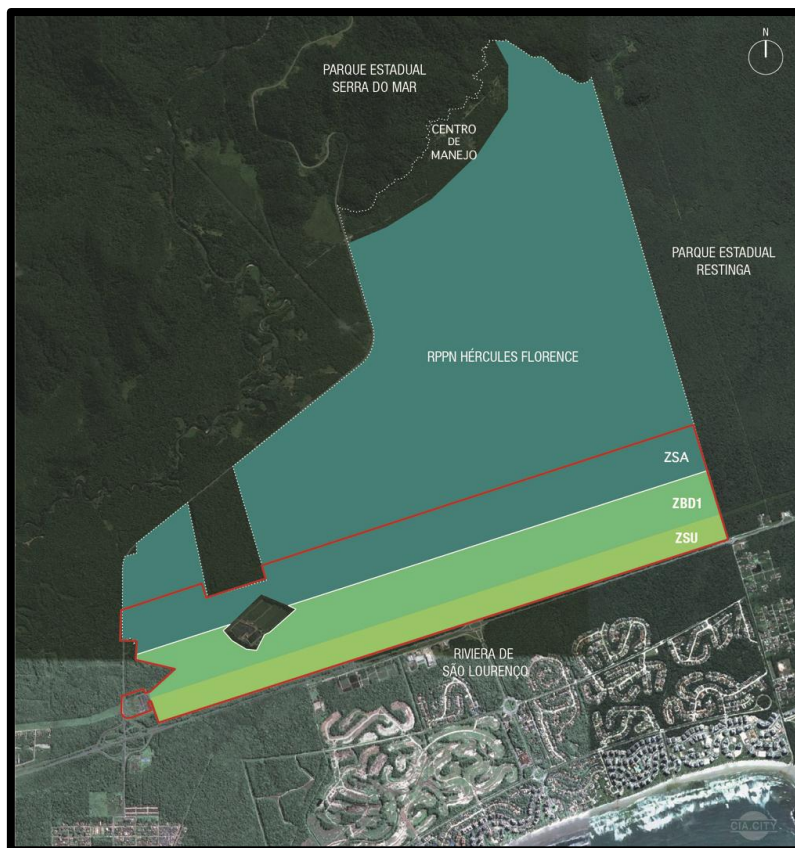 N
PARQUE ESTADUAL
SERRA DO MAR
CENTRO
DE
MANEJO
PARQUE ESTADUAL
RESTINGA
RPPN HÉRCULES FLORENCE
ZSA
ZBD1
ZSU
RIVIERA DE
SÃO LOURENÇO
CIA.CITY